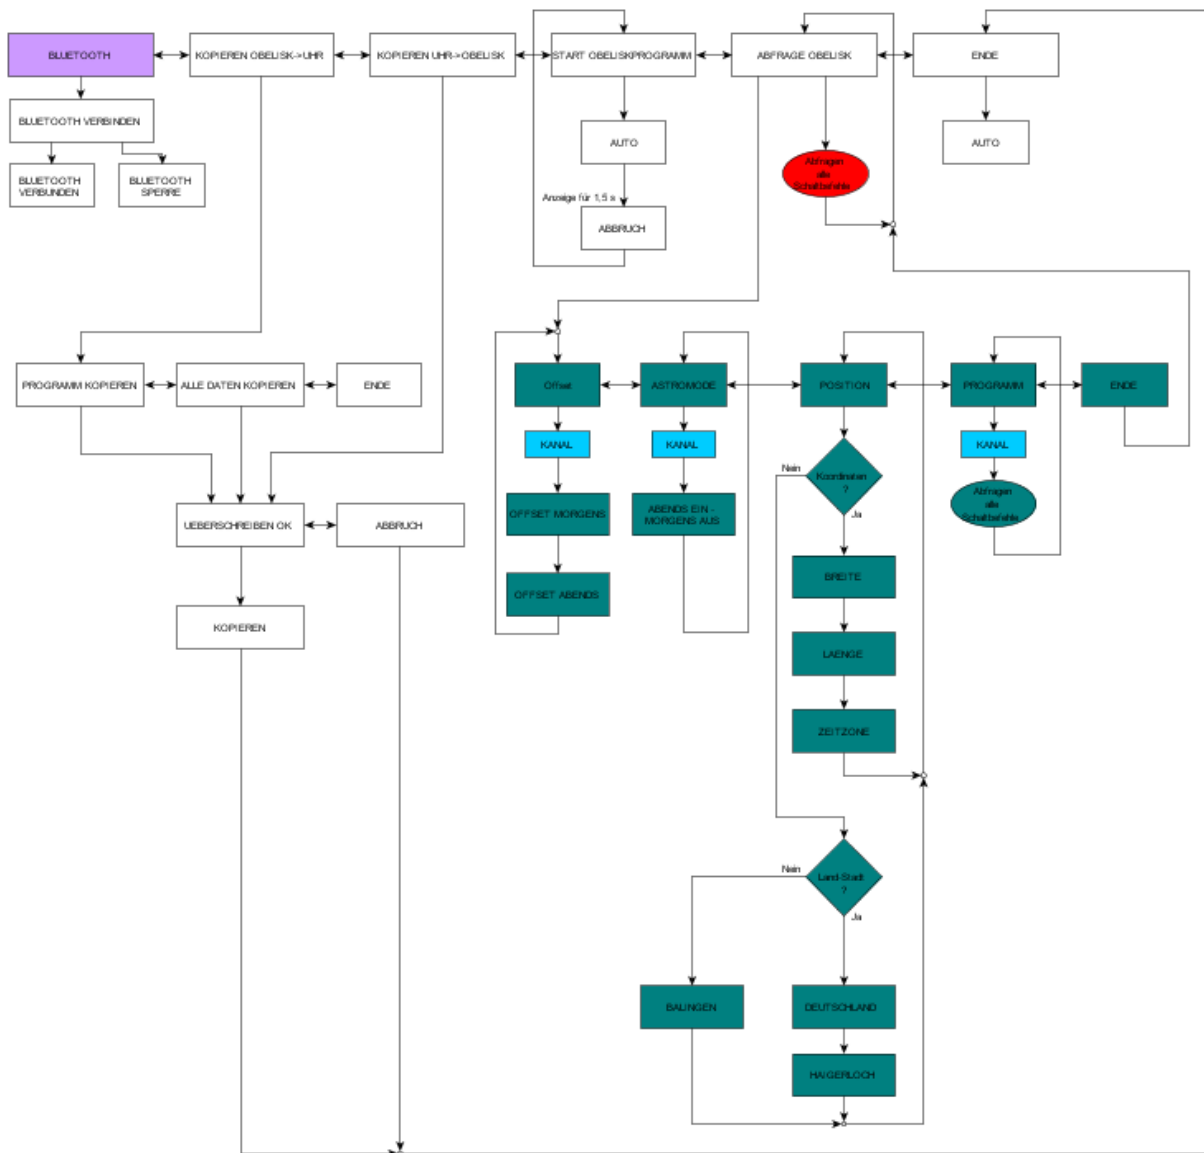 BLUETOOTH
KOPIEREN OBELISK->UHR
KOPIEREN UHR->OBELISK
START OBELISKPROGRAMM
ABFRAGE OBELISK
ENDE
BLUETOOTH VERBINDEN
AUTO
AUTO
BLUETOOTH
VERBUNDEN
BLUETOOTH
SPERRE
Abfragen
alle
Schaltbefehle
Anzeige für 1,5 s
ABBRUCH
PROGRAMM KOPIEREN
ALLE DATEN KOPIEREN
ENDE
Offset
ASTROMODE
POSITION
PROGRAMM
ENDE
KANAL
KANAL
KANAL
Nein
Koordinaten
?
Ja
Abfragen
alle
Schaltbefehle
UEBERSCHREIBEN OK
ABBRUCH
OFFSET MORGENS
ABENDS EIN -
MORGENS AUS
BREITE
OFFSET ABENDS
KOPIEREN
LAENGE
ZEITZONE
Nein
Land-Stadt
?
Ja
BALINGEN
DEUTSCHLAND
HAIGERLOCH